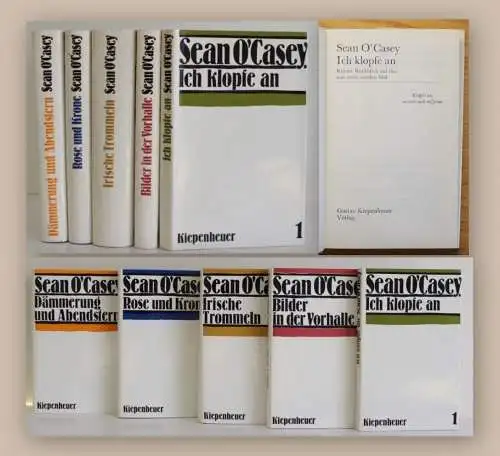 Sean O'Casey
Dämmerung und Abendstern
Sean O'Casey
Rose und Krone
Sean O'Casey
Irische Trommeln
Sean O'Casey
Bilder in der Vorhalle
Sean O'Casey
Ich klopfe an
Sean O'Casey
Ich klopfe an
Kiepenheuer
1
Sean O'Casey
Ich klopfe an
Gustav Kiepenheuer
Verlag
Sean O'Casey
Dämmerung
und Abendstern
Kiepenheuer
Sean O'Casey
Rose und Kron
Kiepenheuer
Sean O'Casey
Irische
Trommeln
Kiepenheuer
Sean O'Casey
Bilder
in der Vorhalle
Kiepenheuer
Sean O'Casey
Ich klopfe an
Kiepenheuer
1